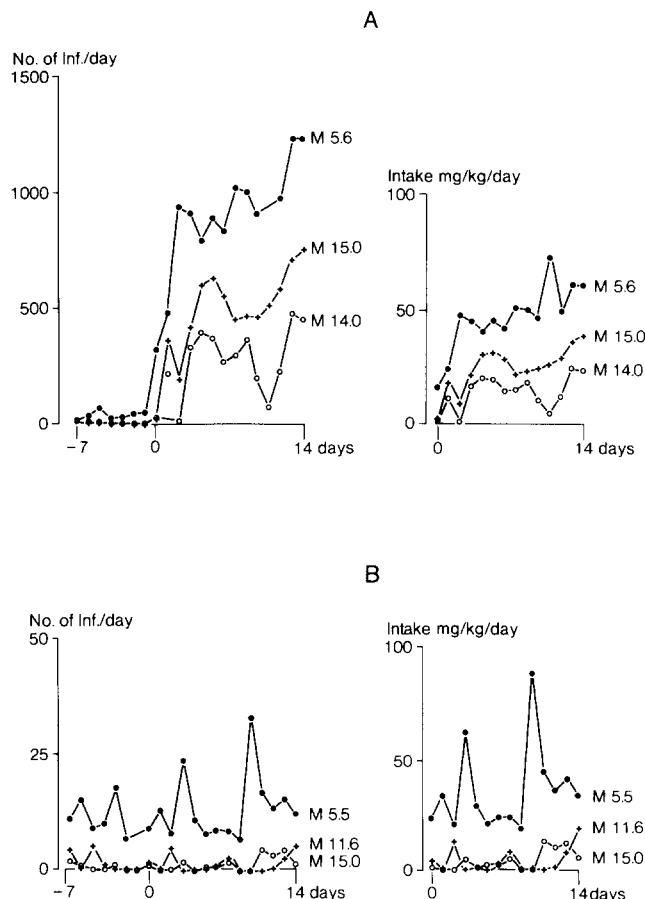 A
No. of Inf./day
1500
1000
500
0
-7
0
14 days
M 5.6
M 15.0
M 14.0
Intake mg/kg/day
100
50
0
0
14 days
M 5.6
M 15.0
M 14.0
B
No. of Inf./day
50
25
0
-7
0
14 days
M 5.5
M 11.6
M 15.0
Intake mg/kg/day
100
50
0
0
14 days
M 5.5
M 11.6
M 15.0